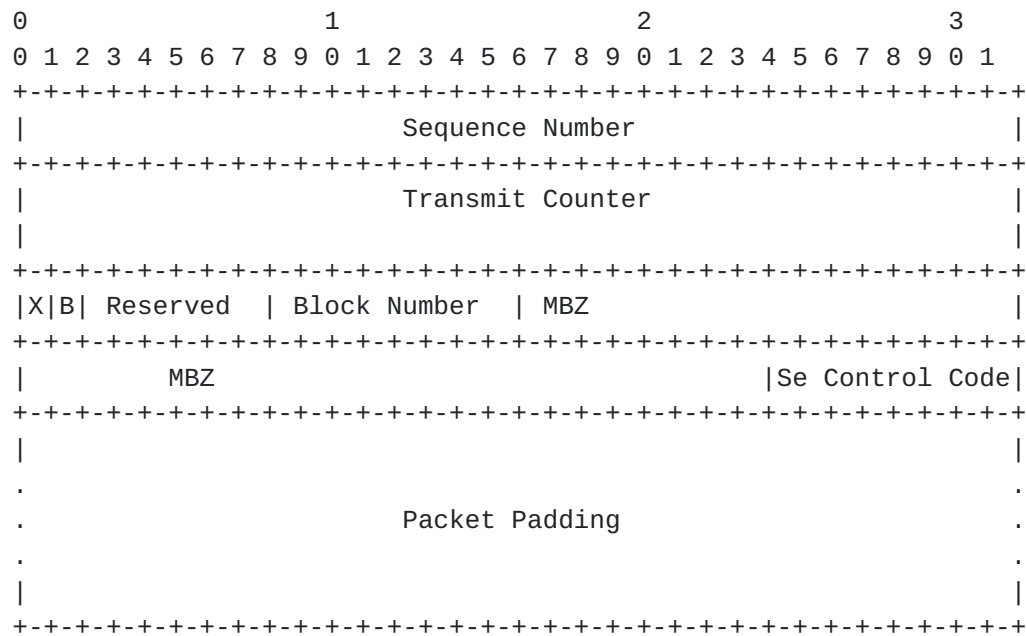 0                   1                   2                   3
0 1 2 3 4 5 6 7 8 9 0 1 2 3 4 5 6 7 8 9 0 1 2 3 4 5 6 7 8 9 0 1
+-+-+-+-+-+-+-+-+-+-+-+-+-+-+-+-+-+-+-+-+-+-+-+-+-+-+-+-+-+-+-+-+
|                        Sequence Number                        |
+-+-+-+-+-+-+-+-+-+-+-+-+-+-+-+-+-+-+-+-+-+-+-+-+-+-+-+-+-+-+-+-+
|                        Transmit Counter                       |
|                                                               |
+-+-+-+-+-+-+-+-+-+-+-+-+-+-+-+-+-+-+-+-+-+-+-+-+-+-+-+-+-+-+-+-+
|X|B| Reserved  | Block Number  | MBZ                           |
+-+-+-+-+-+-+-+-+-+-+-+-+-+-+-+-+-+-+-+-+-+-+-+-+-+-+-+-+-+-+-+-+
|         MBZ                                   |Se Control Code|
+-+-+-+-+-+-+-+-+-+-+-+-+-+-+-+-+-+-+-+-+-+-+-+-+-+-+-+-+-+-+-+-+
|                                                               |
.                                                               .
.                        Packet Padding                         .
.                                                               .
|                                                               |
+-+-+-+-+-+-+-+-+-+-+-+-+-+-+-+-+-+-+-+-+-+-+-+-+-+-+-+-+-+-+-+-+